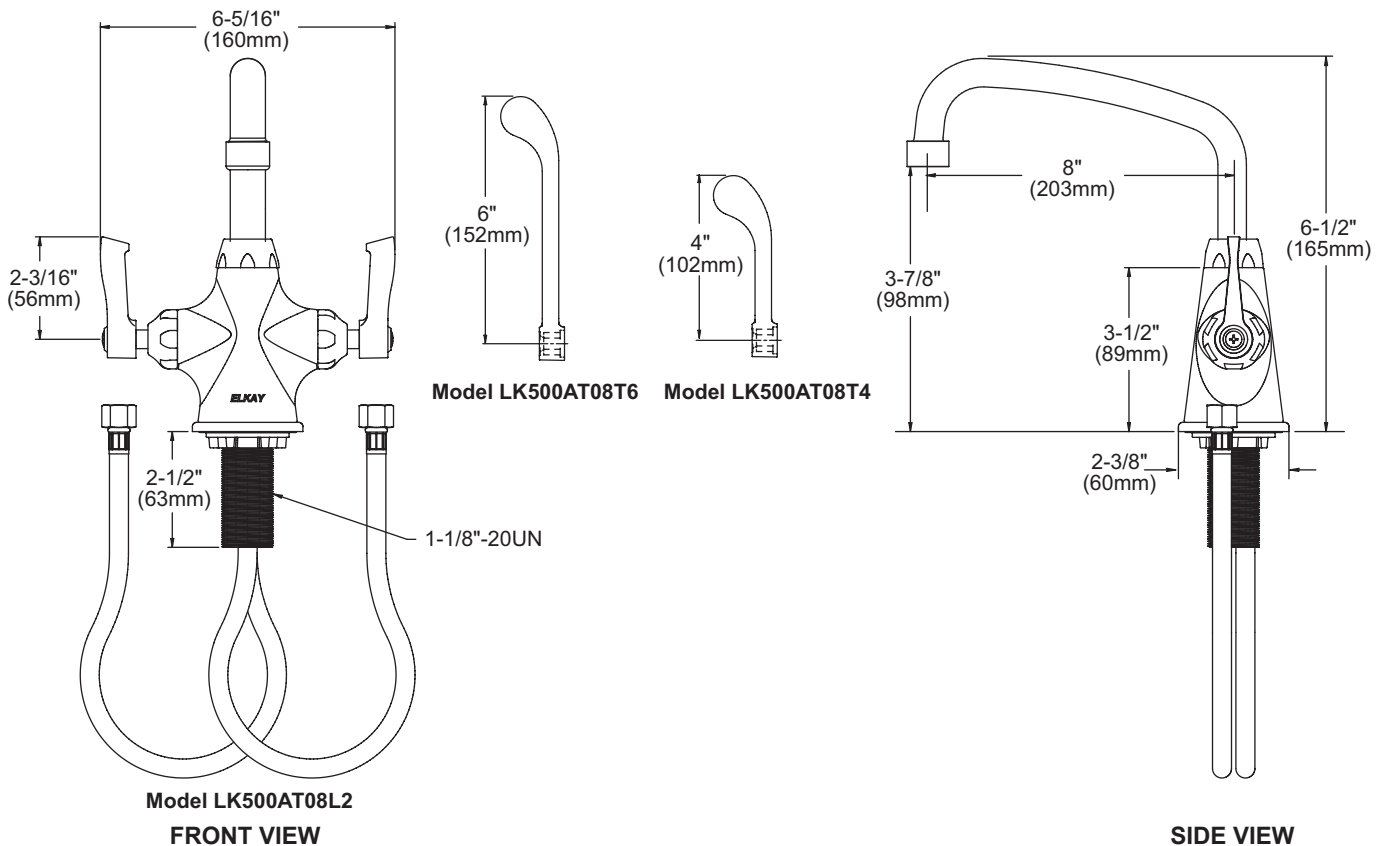 6-5/16"
(160mm)
2-3/16"
(56mm)
ELKAY
2-1/2"
(63mm)
1-1/8"-20UN
Model LK500AT08L2
FRONT VIEW
6"
(152mm)
Model LK500AT08T6
4"
(102mm)
Model LK500AT08T4
8"
(203mm)
6-1/2"
(165mm)
3-7/8"
(98mm)
3-1/2"
(89mm)
2-3/8"
(60mm)
SIDE VIEW